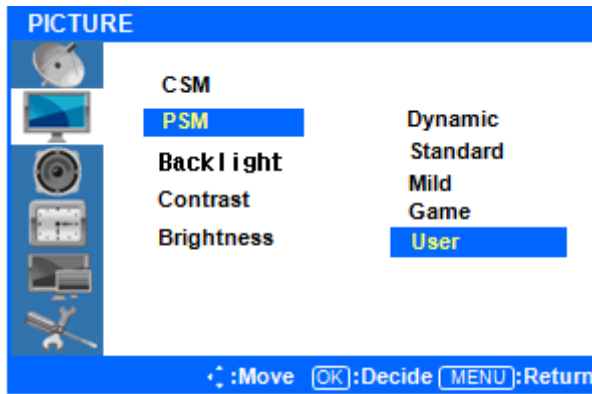 PICTURE
CSM
PSM
Backlight
Contrast
Brightness
Dynamic
Standard
Mild
Game
User
:Move OK:Decide MENU:Return